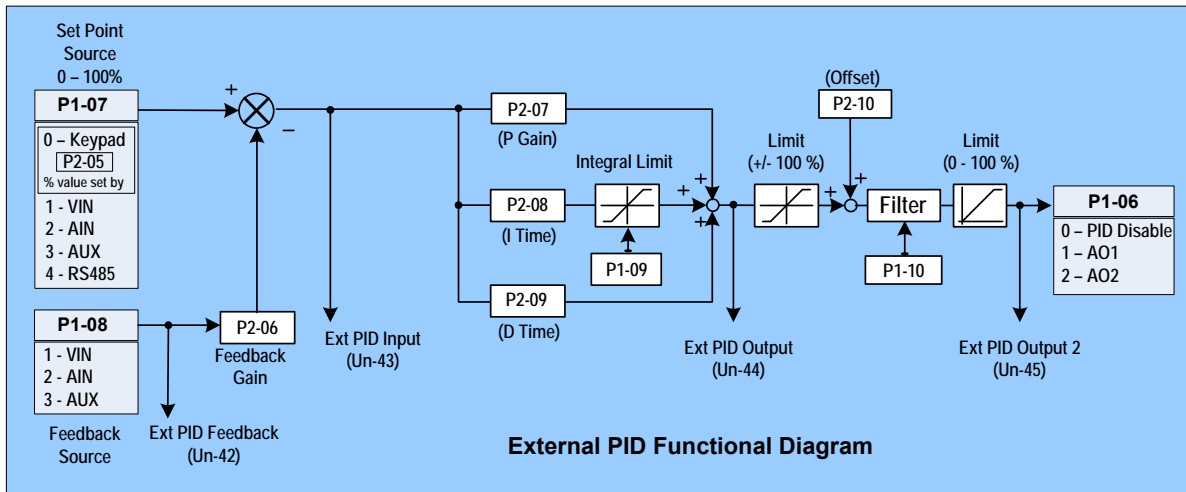 Set Point
Source
0 – 100%
P1-07
0 – Keypad
P2-05
% value set by
1 - VIN
2 - AIN
3 - AUX
4 - RS485
P1-08
1 - VIN
2 - AIN
3 - AUX
Feedback
Source
+
−
P2-06
Feedback
Gain
Ext PID Feedback
(Un-42)
Ext PID Input
(Un-43)
P2-07
(P Gain)
P2-08
(I Time)
P2-09
(D Time)
Integral Limit
P1-09
+
+
+
Ext PID Output
(Un-44)
Limit
(+/- 100 %)
(Offset)
P2-10
+
+
Filter
P1-10
Limit
(0 - 100 %)
Ext PID Output 2
(Un-45)
P1-06
0 – PID Disable
1 – AO1
2 – AO2
External PID Functional Diagram